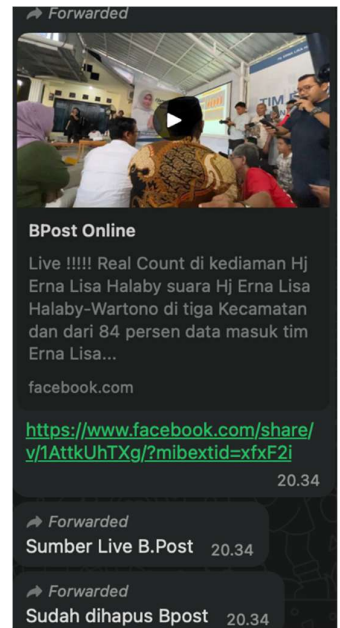 Forwarded
BPost Online
Live !!!!! Real Count di kediaman Hj
Erna Lisa Halaby suara Hj Erna Lisa
Halaby-Wartono di tiga Kecamatan
dan dari 84 persen data masuk tim
Erna Lisa...
facebook.com
https://www.facebook.com/share/
v/1AttkUhTXg/?mibextid=xfxF2i
20.34
Forwarded
Sumber Live B.Post 20.34
Forwarded
Sudah dihapus Bpost 20.34